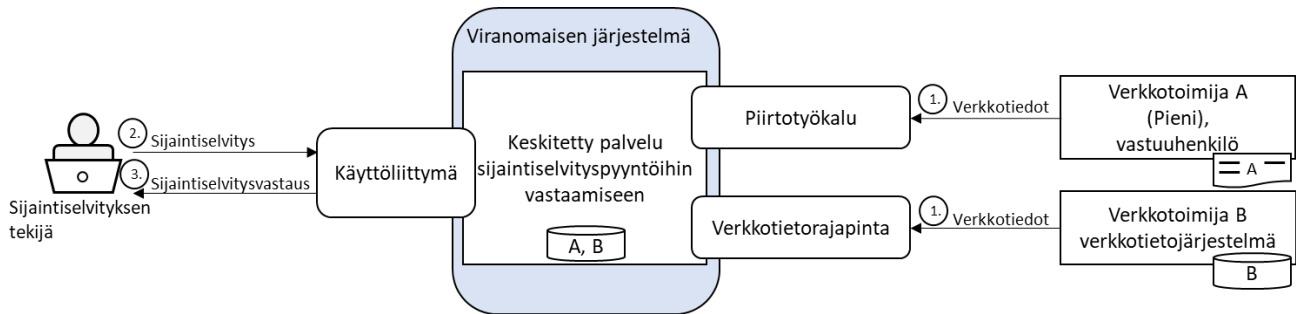 Viranomaisen järjestelmä
2.
Sijaintiselvitys
3.
Sijaintiselvitysvastaus
Sijaintiselvityksen
tekijä
Käyttöliittymä
Keskitetty palvelu
sijaintiselvityspyyntöihin
vastaamiseen
A, B
Piirtotyökalu
1.
Verkkotiedot
Verkkotoimija A
(Pieni),
vastuuhenkilö
A
Verkkotietorajapinta
1.
Verkkotiedot
Verkkotoimija B
verkkotietojärjestelmä
B